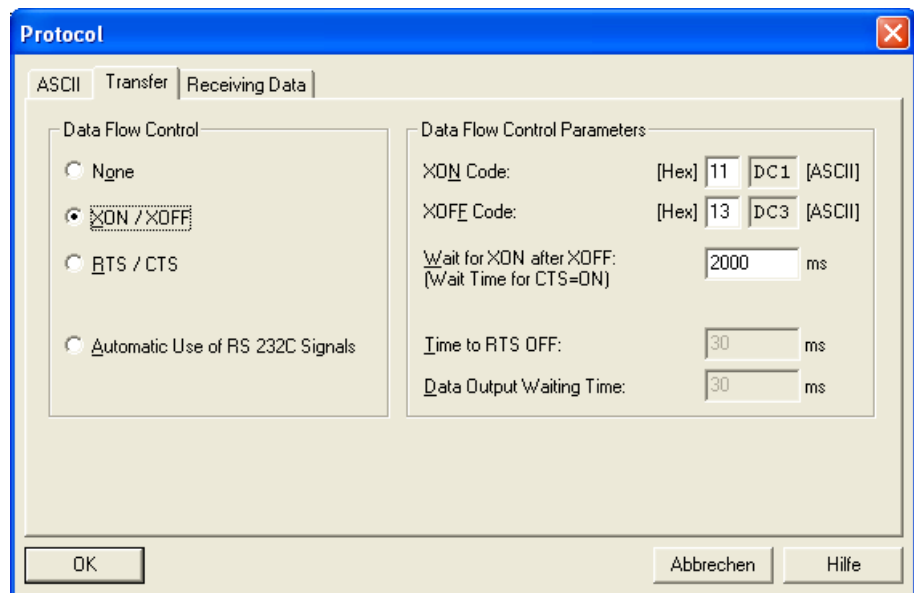 Protocol
ASCII Transfer Receiving Data
Data Flow Control
None
XON / XOFF
RTS / CTS
Automatic Use of RS 232C Signals
Data Flow Control Parameters
XON Code: [Hex] 11 DC1 [ASCII]
XOFF Code: [Hex] 13 DC3 [ASCII]
Wait for XON after XOFF: 2000 ms
(Wait Time for CTS=ON)
Time to RTS OFF: 30 ms
Data Output Waiting Time: 30 ms
OK Abbrechen Hilfe